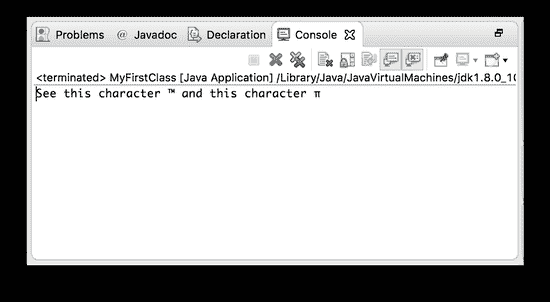 Problems @ Javadoc Declaration Console
<terminated> MyFirstClass [Java Application] /Library/Java/JavaVirtualMachines/jdk1.8.0_10
See this character ™ and this character π